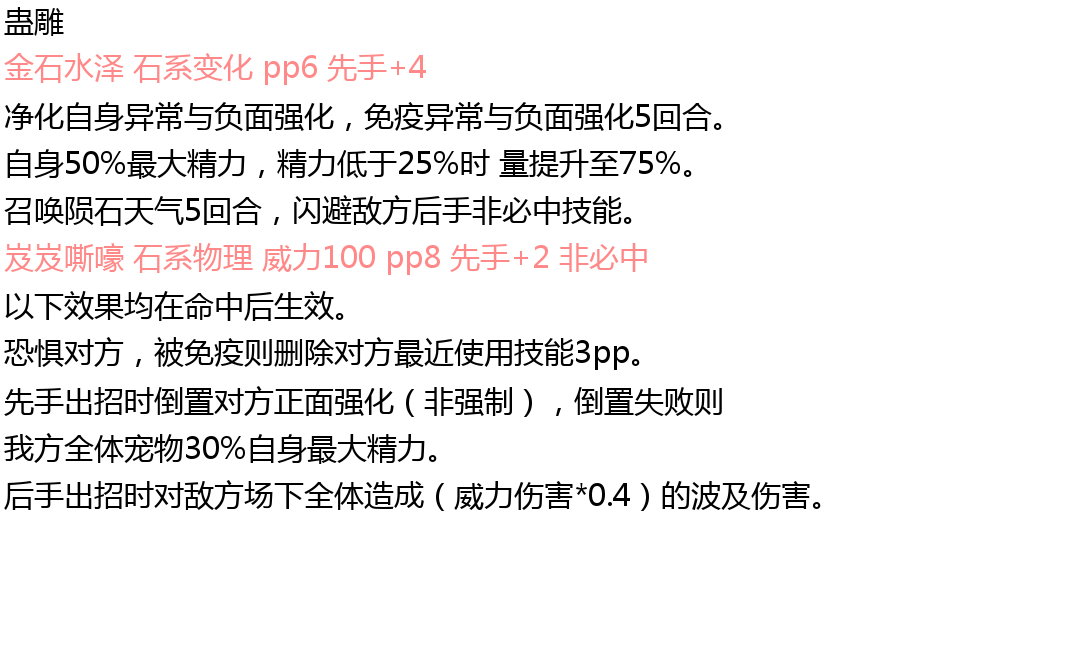 蛊雕
金石水泽 石系变化 pp6 先手+4
净化自身异常与负面强化，免疫异常与负面强化5回合。
自身50%最大精力，精力低于25%时 量提升至75%。
召唤陨石天气5回合，闪避敌方后手非必中技能。
岌岌嘶嚎 石系物理 威力100 pp8 先手+2 非必中
以下效果均在命中后生效。
恐惧对方，被免疫则删除对方最近使用技能3pp。
先手出招时倒置对方正面强化（非强制），倒置失败则
我方全体宠物30%自身最大精力。
后手出招时对敌方场下全体造成（威力伤害*0.4）的波及伤害。